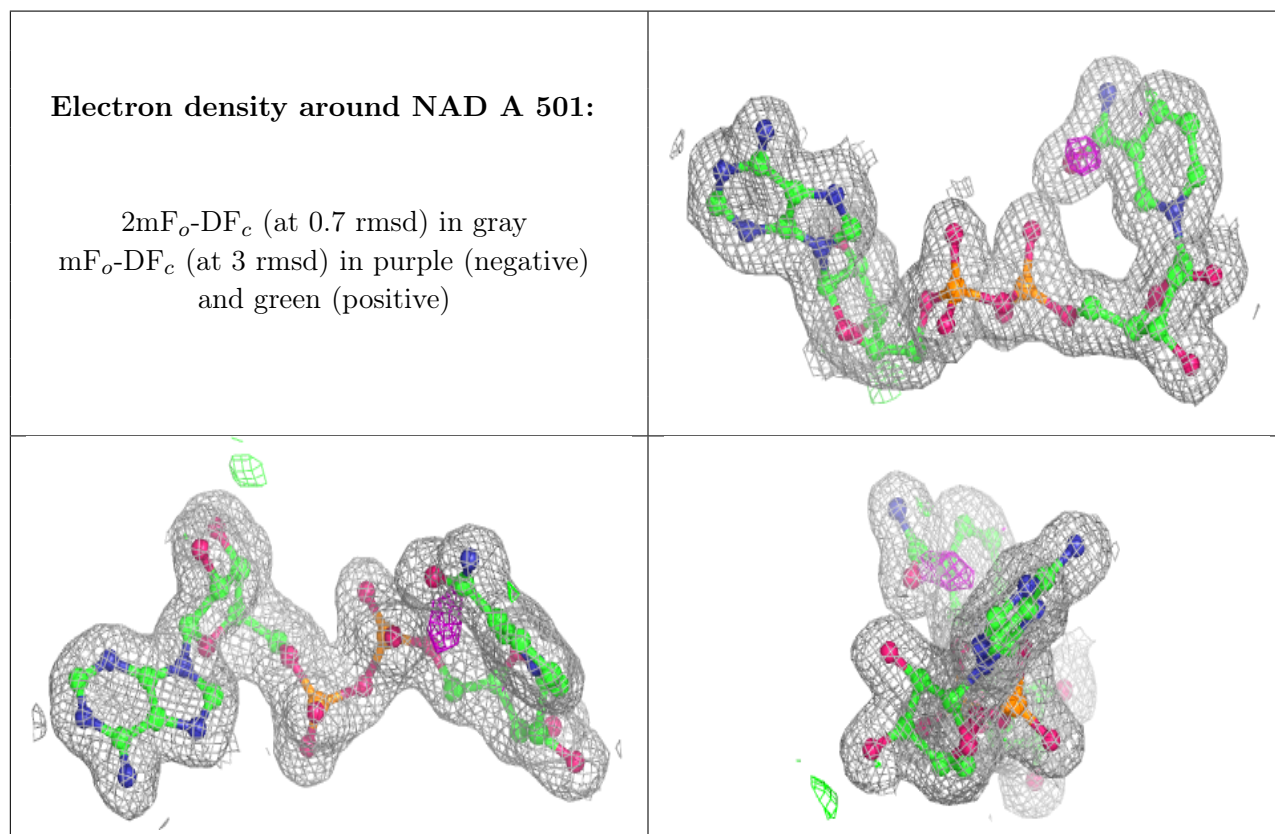 Electron density around NAD A 501:
2mFo-DFc (at 0.7 rmsd) in gray
mFo-DFc (at 3 rmsd) in purple (negative)
and green (positive)